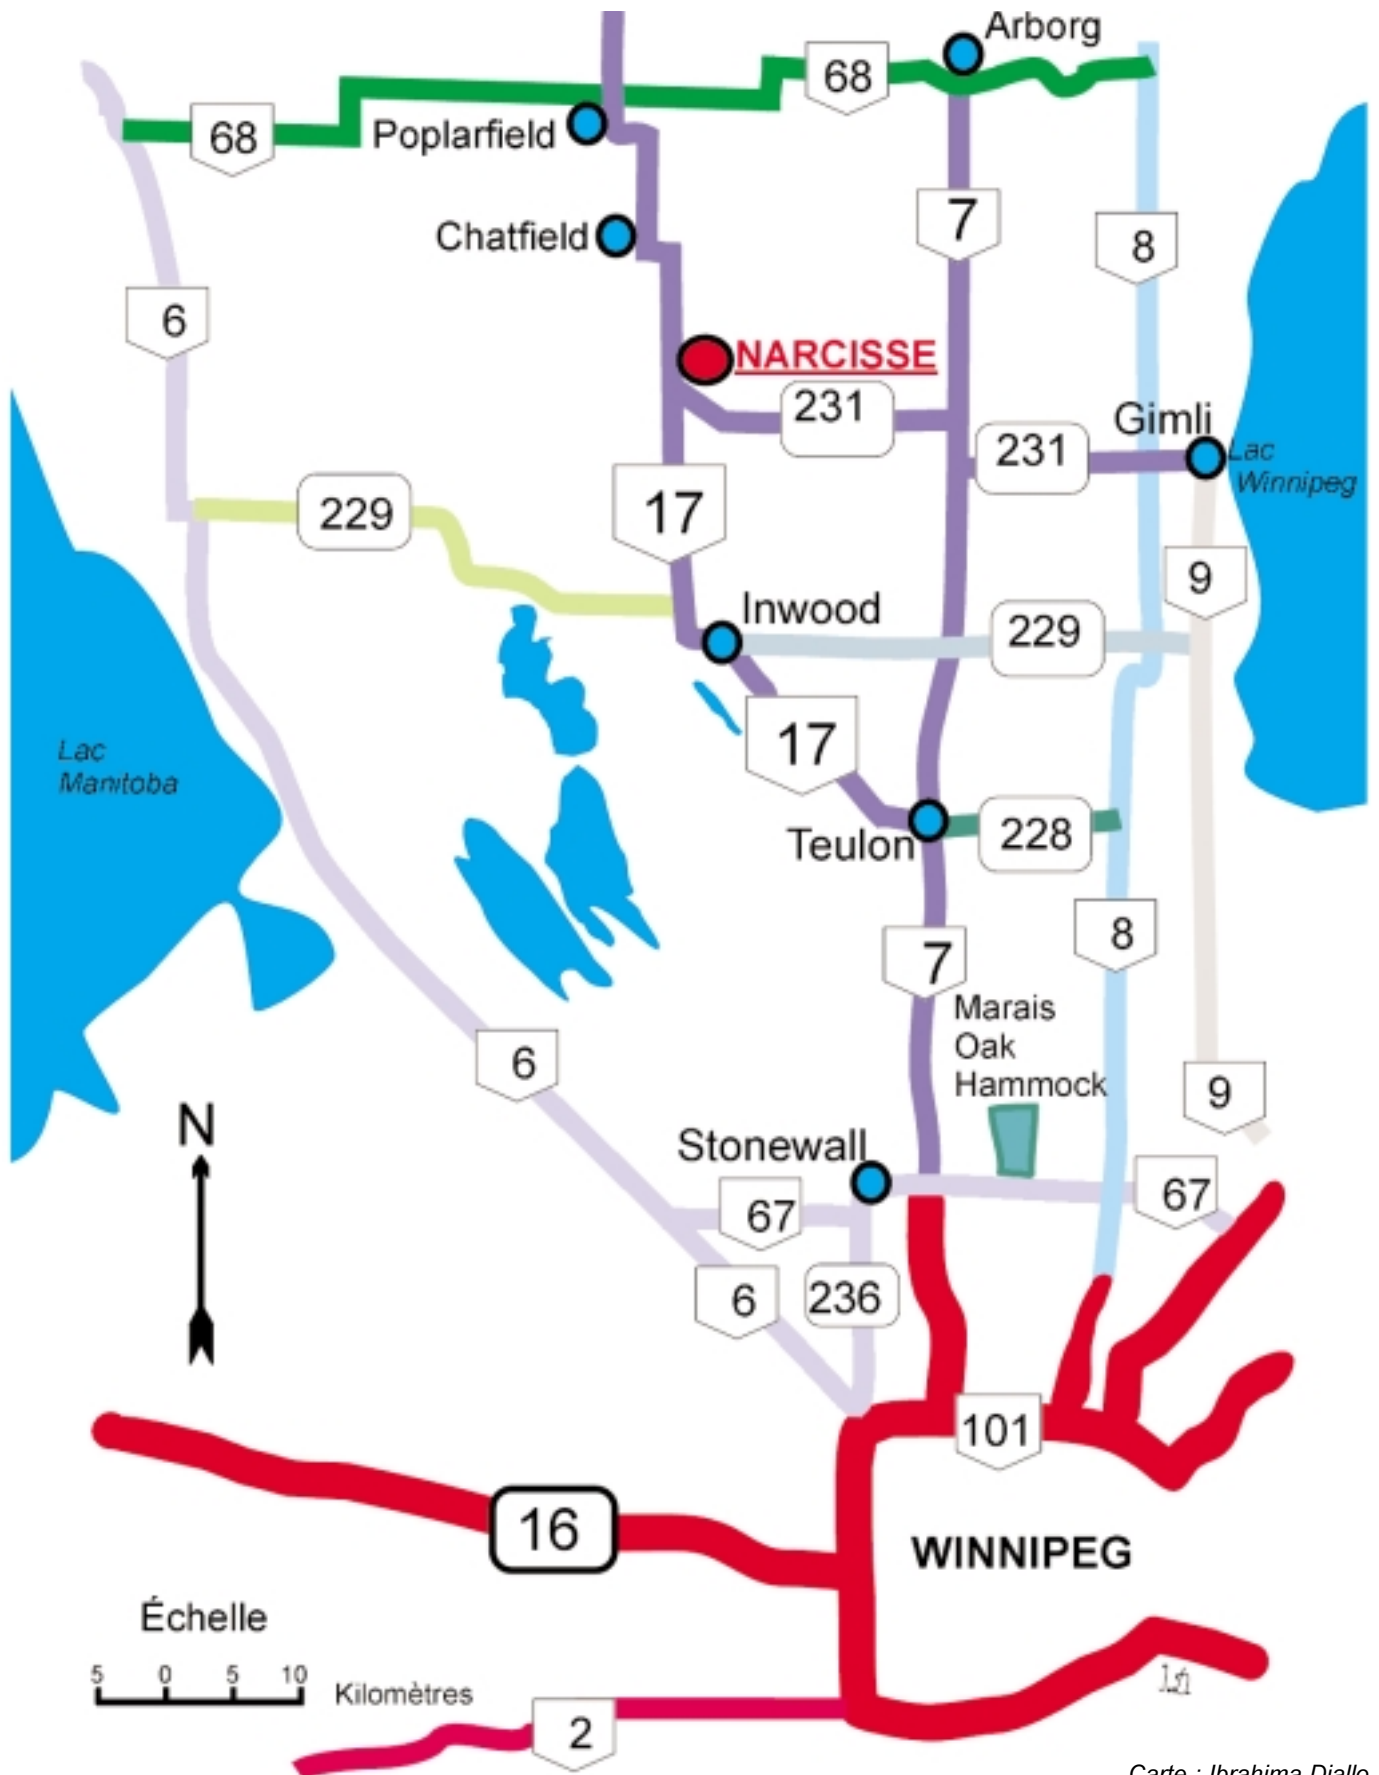 Arborg
68
68
Poplarfield
7
8
Chatfield
6
NARCISSE
231
Gimli
231
Lac
Winnipeg
17
229
9
Inwood
229
17
Lac
Manitoba
Teulon
228
8
7
Marais
Oak
Hammock
6
9
N
Stonewall
67
67
6
236
101
16
WINNIPEG
Échelle
5 0 5 10
Kilomètres
2
Carte : Ibrahima Diallo